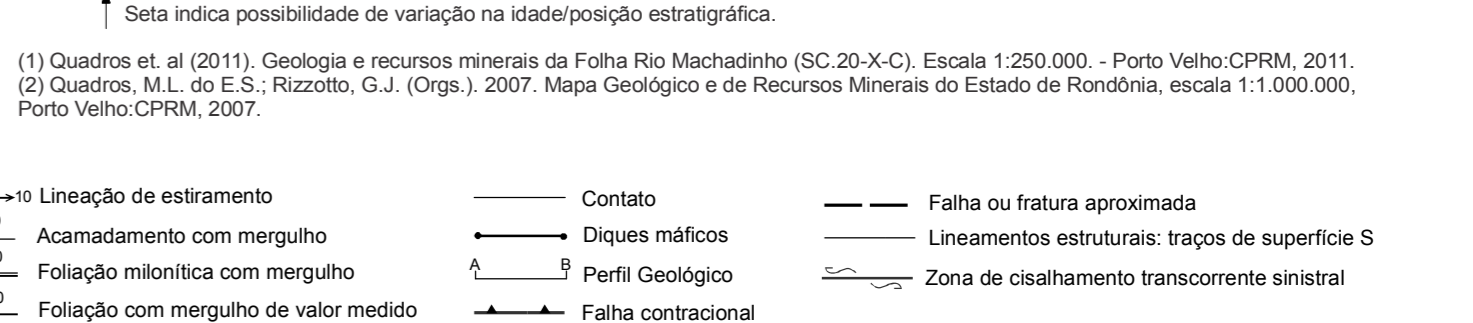 Seta indica possibilidade de variação na idade/posição estratigráfica.
(1) Quadros et. al (2011). Geologia e recursos minerais da Folha Rio Machadinho (SC.20-X-C). Escala 1:250.000. - Porto Velho:CPRM, 2011.
(2) Quadros, M.L. do E.S.; Rizzotto, G.J. (Orgs.). 2007. Mapa Geológico e de Recursos Minerais do Estado de Rondônia, escala 1:1.000.000,
Porto Velho:CPRM, 2007.
10 Lineação de estiramento
Acamadamento com mergulho
Foliação milonítica com mergulho
Foliação com mergulho de valor medido
Contato
Diques máficos
A B Perfil Geológico
Falha contracional
Falha ou fratura aproximada
Lineamentos estruturais: traços de superfície S
Zona de cisalhamento transcorrente sinistral